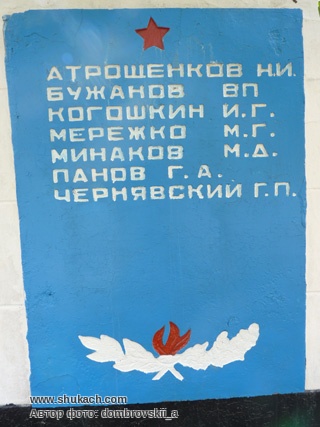 АТРОЩЕНКОВ Н.И.
БУЖАНОВ ВП
КОГОШКИН И.Г.
МЕРЕЖКО М.Г.
МИНАКОВ М.Д.
ПАНОВ Г.А.
ЧЕРНЯВСКИЙ Г.П.
www.shukach.com
Автор фото: dombrovskii_a